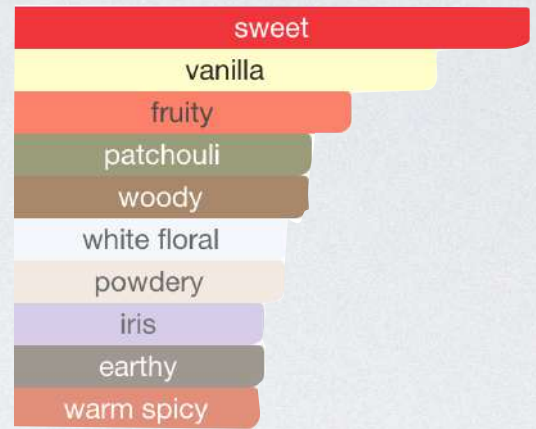 sweet
vanilla
fruity
patchouli
woody
white floral
powdery
iris
earthy
warm spicy